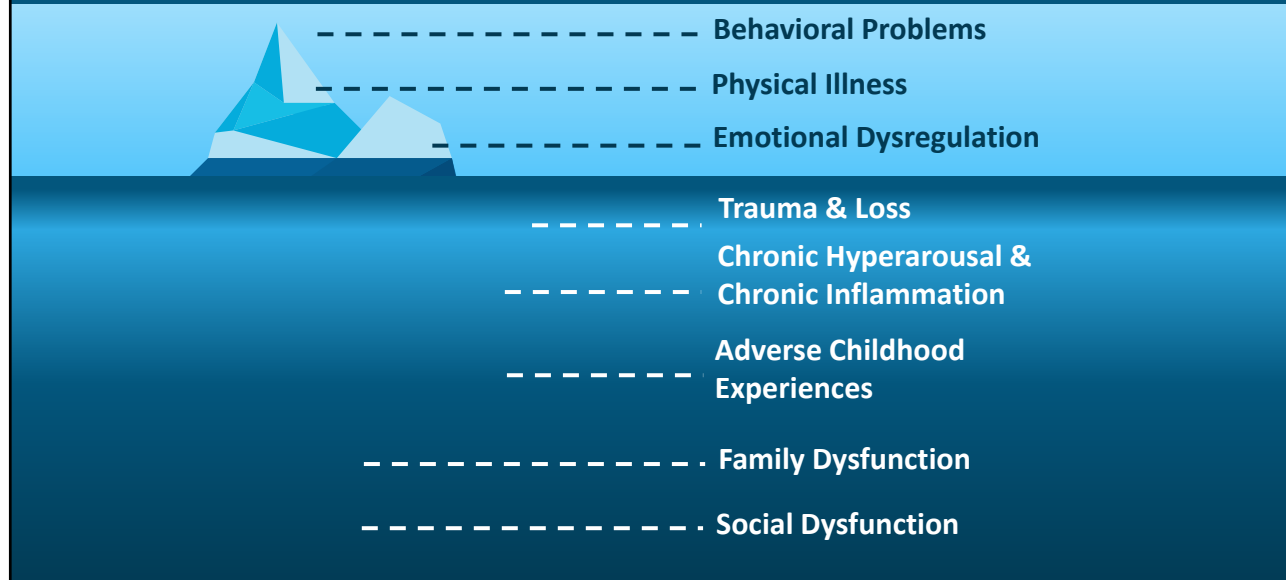 Behavioral Problems
Physical Illness
Emotional Dysregulation
Trauma & Loss
Chronic Hyperarousal &
Chronic Inflammation
Adverse Childhood
Experiences
Family Dysfunction
Social Dysfunction